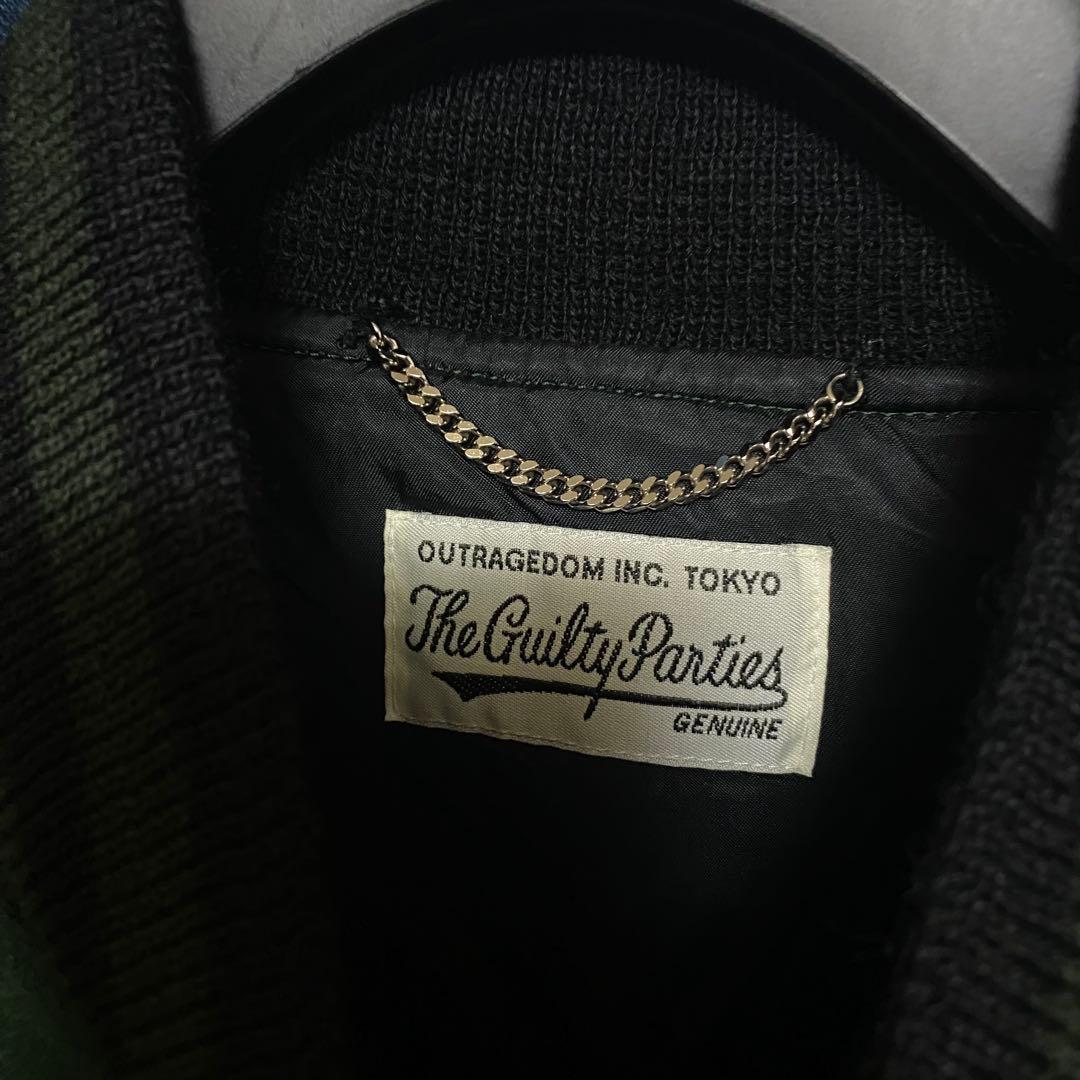 OUTRAGEDOM INC. TOKYO
The Guilty Parties
GENUINE